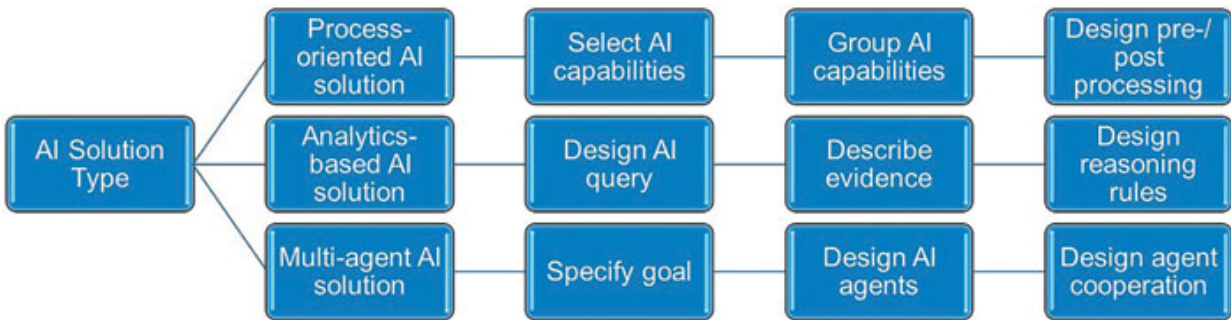 Process-
oriented AI
solution
Select AI
capabilities
Group AI
capabilities
Design pre-/
post
processing
AI Solution
Type
Analytics-
based AI
solution
Design AI
query
Describe
evidence
Design
reasoning
rules
Multi-agent AI
solution
Specify goal
Design AI
agents
Design agent
cooperation